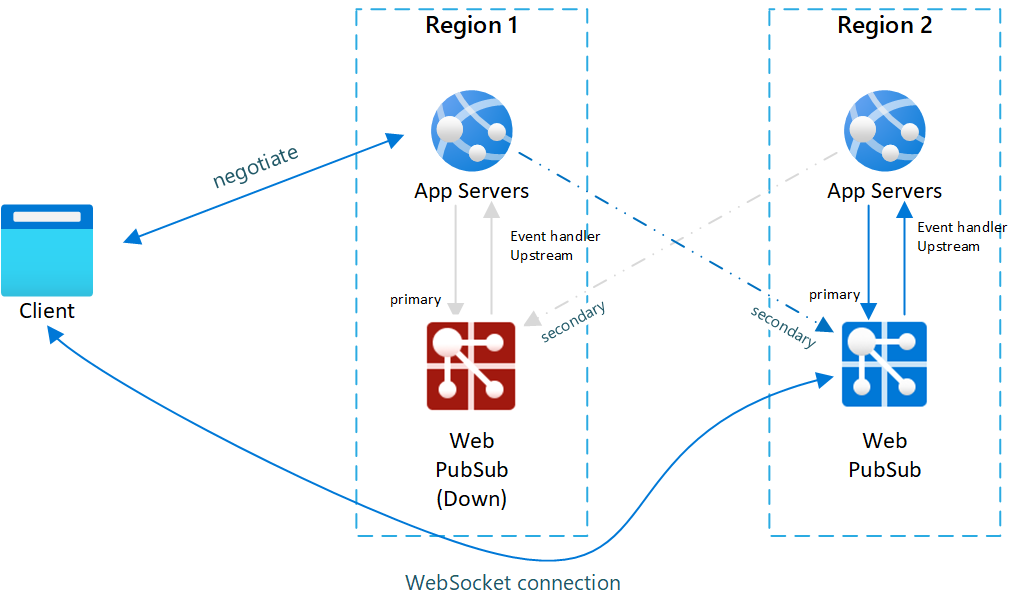 Region 1
Region 2
negotiate
App Servers
App Servers
Event handler
Upstream
Event handler
Upstream
primary
primary
secondary
secondary
Client
Web
PubSub
(Down)
Web
PubSub
WebSocket connection